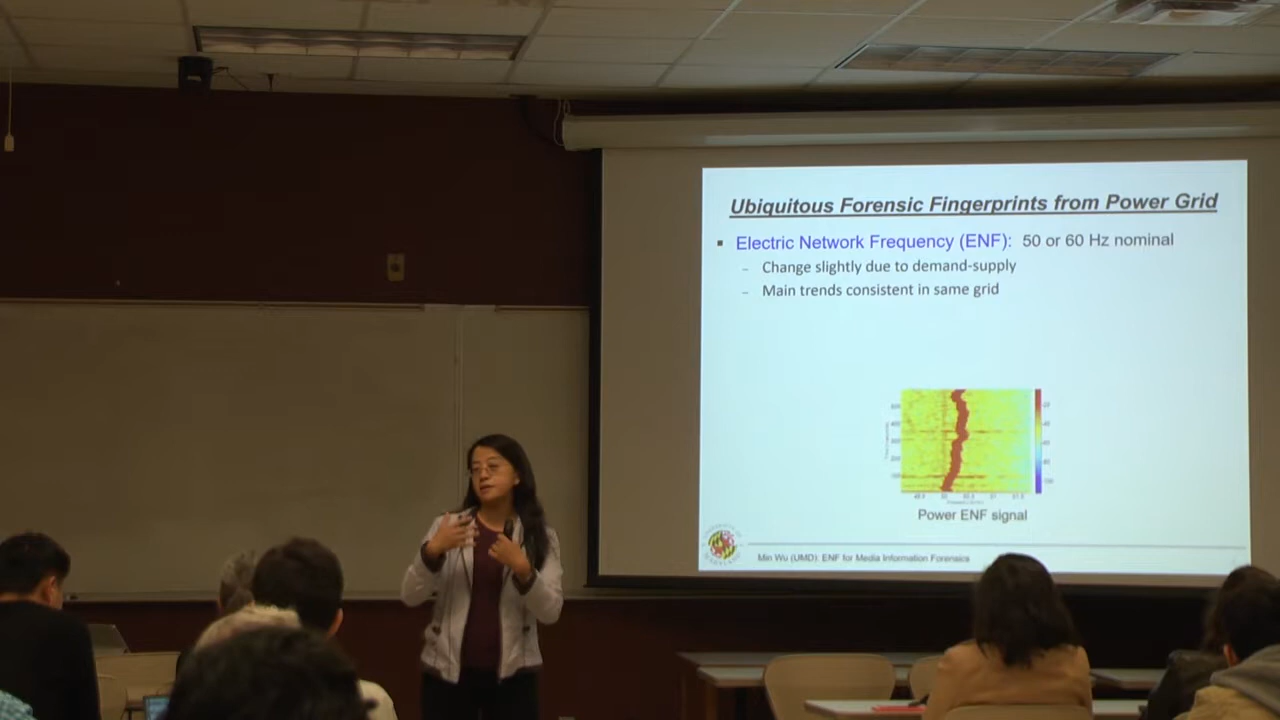 Ubiquitous Forensic Fingerprints from Power Grid
▪ Electric Network Frequency (ENF): 50 or 60 Hz nominal
– Change slightly due to demand-supply
– Main trends consistent in same grid
Power ENF signal
Min Wu (UMD): ENF for Media Information Forensics